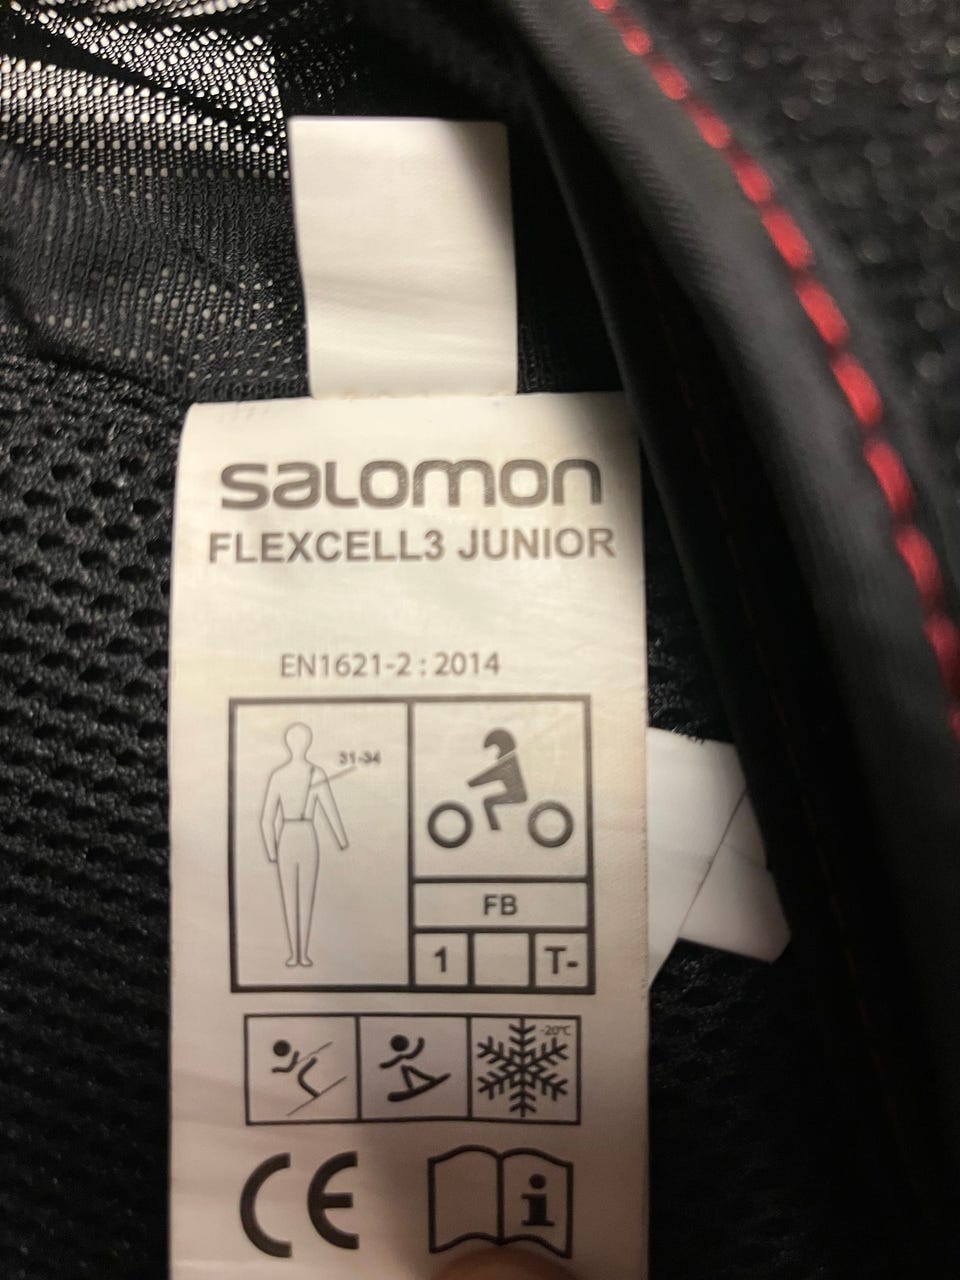 salomon
FLEXCELL3 JUNIOR
EN1621-2 : 2014
31-34
FB
1 T-
-20°C
CE
i